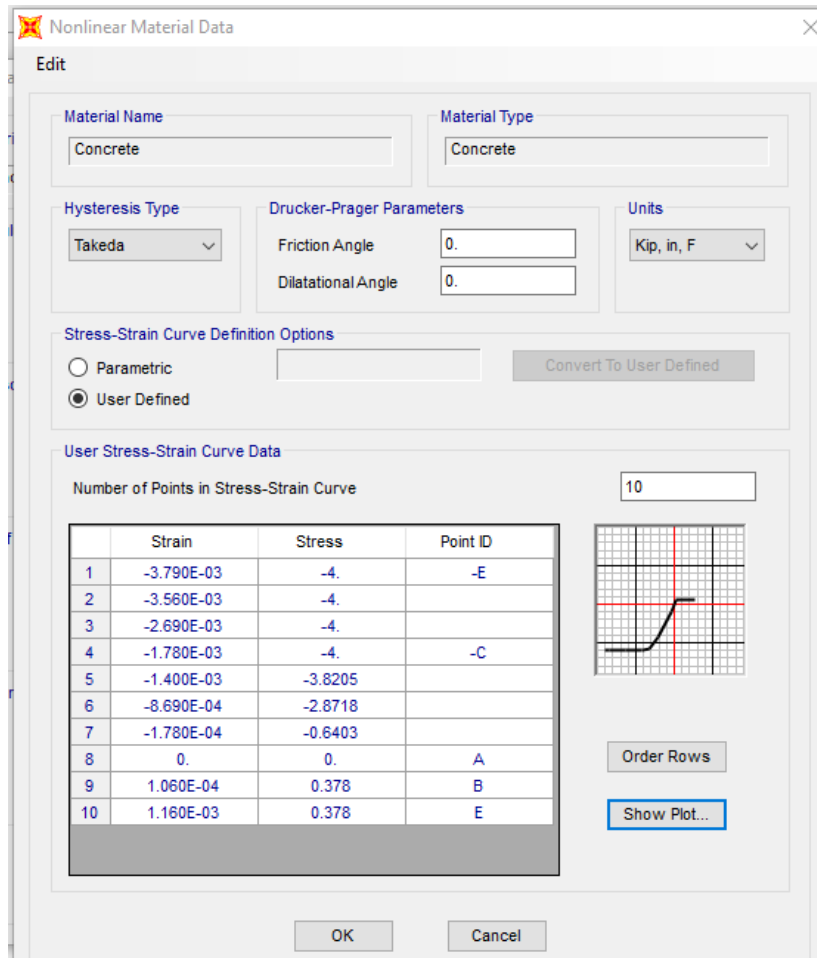 Nonlinear Material Data
Edit
Material Name
Material Type
Concrete
Concrete
Hysteresis Type
Drucker-Prager Parameters
Units
Takeda
Friction Angle
0.
Kip, in, F
Dilatational Angle
0.
Stress-Strain Curve Definition Options
Parametric
Convert To User Defined
User Defined
User Stress-Strain Curve Data
Number of Points in Stress-Strain Curve
10
Strain Stress Point ID
1 -3.790E-03 -4. -E
2 -3.560E-03 -4.
3 -2.690E-03 -4.
4 -1.780E-03 -4. -C
5 -1.400E-03 -3.8205
6 -8.690E-04 -2.8718
7 -1.780E-04 -0.6403
8 0. 0. A
9 1.060E-04 0.378 B
10 1.160E-03 0.378 E
Order Rows
Show Plot...
OK
Cancel